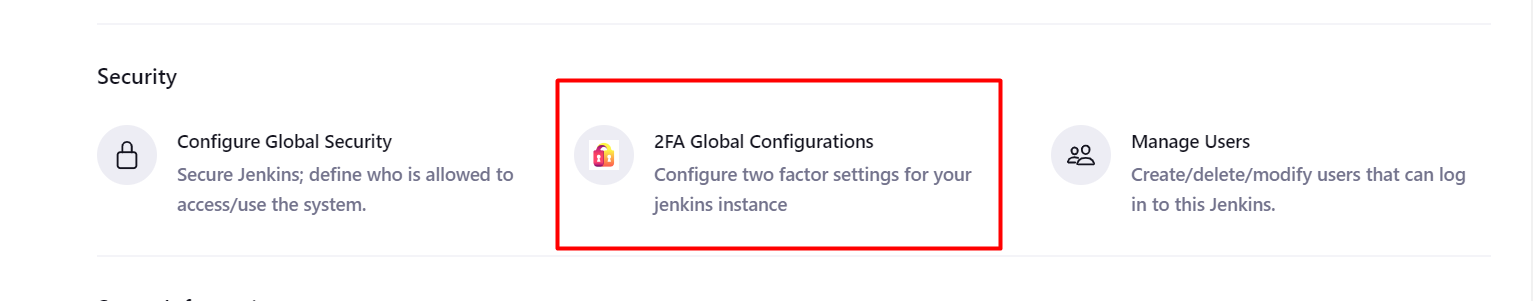 Security
Configure Global Security
Secure Jenkins; define who is allowed to
access/use the system.
2FA Global Configurations
Configure two factor settings for your
jenkins instance
Manage Users
Create/delete/modify users that can log
in to this Jenkins.